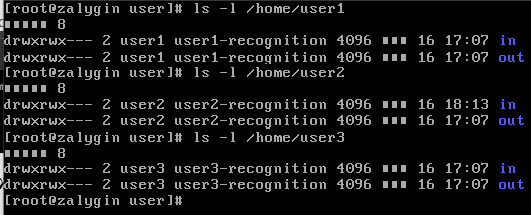 [root@zalygin user]# ls -l /home/user1
8
drwxrwx--- 2 user1 user1-recognition 4096 16 17:07 in
drwxrwx--- 2 user1 user1-recognition 4096 16 17:07 out
[root@zalygin user]# ls -l /home/user2
8
drwxrwx--- 2 user2 user2-recognition 4096 16 18:13 in
drwxrwx--- 2 user2 user2-recognition 4096 16 17:07 out
[root@zalygin user]# ls -l /home/user3
8
drwxrwx--- 2 user3 user3-recognition 4096 16 17:07 in
drwxrwx--- 2 user3 user3-recognition 4096 16 17:07 out
[root@zalygin user]#